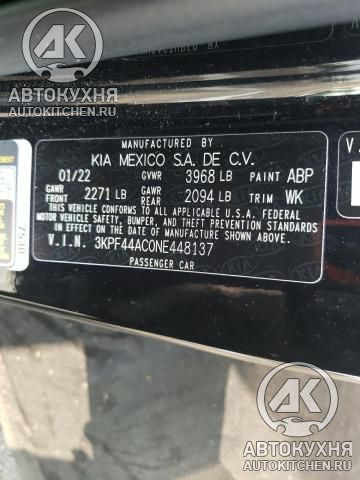 АВТОКУХНЯ
AUTOKITCHEN.RU
MANUFACTURED BY
KIA MEXICO S.A. DE C.V.
01/22 GVWR 3968 LB PAINT ABP
GAWR FRONT 2271 LB GAWR REAR 2094 LB TRIM WK
THIS VEHICLE CONFORMS TO ALL APPLICABLE U.S.A. FEDERAL
MOTOR VEHICLE SAFETY, BUMPER, AND THEFT PREVENTION STANDARDS
IN EFFECT ON THE DATE OF MANUFACTURE SHOWN ABOVE.
V.I.N. 3KPF44AC0NE448137
PASSENGER CAR
АВТОКУХНЯ
AUTOKITCHEN.RU